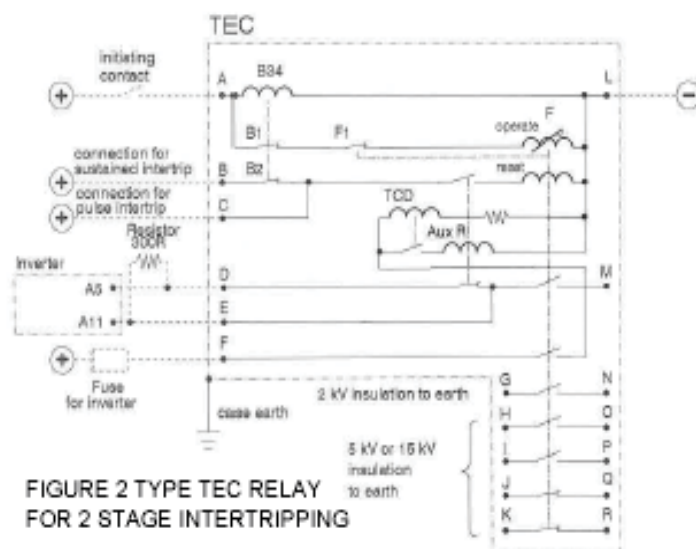 TEC
initiating
contact
A
B34
L
B1
F1
operate
F
connection for
sustained intertrip
B
B2
reset
connection for
pulse intertrip
C
TCD
Resistor
300R
Aux R
Inverter
A5
D
M
A11
E
F
Fuse
for inverter
G
N
2 kV insulation to earth
case earth
H
O
I
P
5 kV or 15 kV
insulation
to earth
J
Q
K
R
FIGURE 2 TYPE TEC RELAY
FOR 2 STAGE INTERTRIPPING